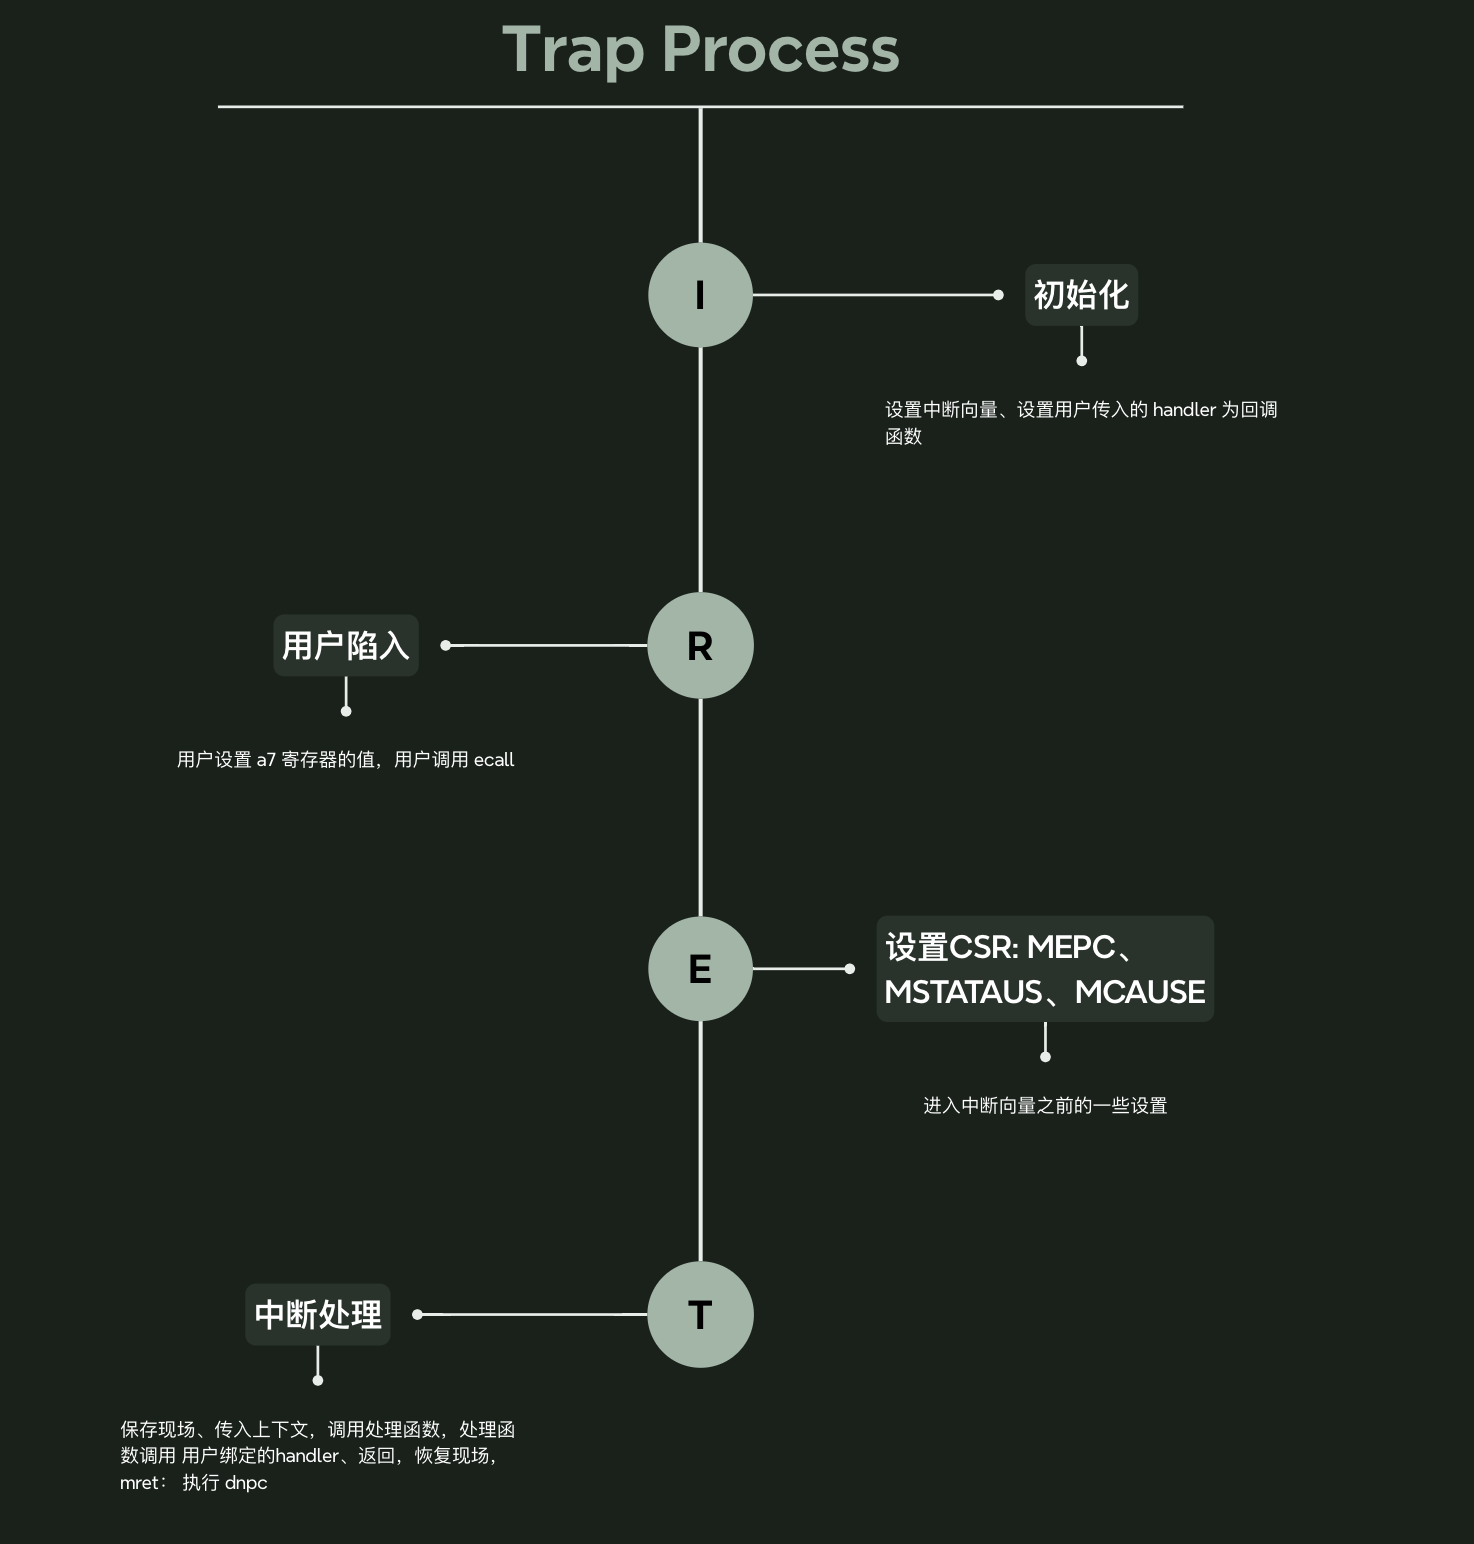 Trap Process
I
初始化
设置中断向量、设置用户传入的 handler 为回调
函数
R
用户陷入
用户设置 a7 寄存器的值，用户调用 ecall
E
设置CSR: MEPC、
MSTATAUS、MCAUSE
进入中断向量之前的一些设置
T
中断处理
保存现场、传入上下文，调用处理函数，处理函
数调用 用户绑定的handler、返回，恢复现场，
mret： 执行 dnpc